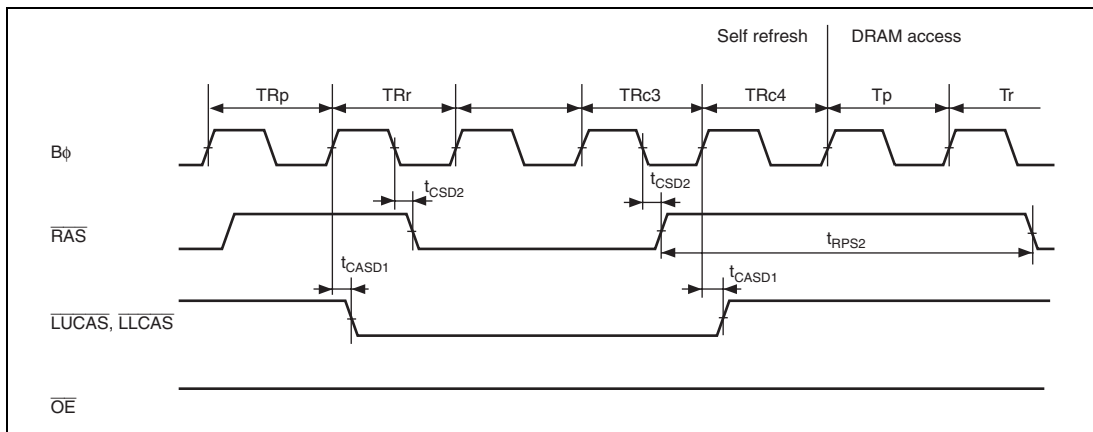 Self refresh DRAM access
TRp TRr TRc3 TRc4 Tp Tr
Bϕ
tCSD2 tCSD2
RAS
tRPS2
tCASD1 tCASD1
LUCAS, LLCAS
OE